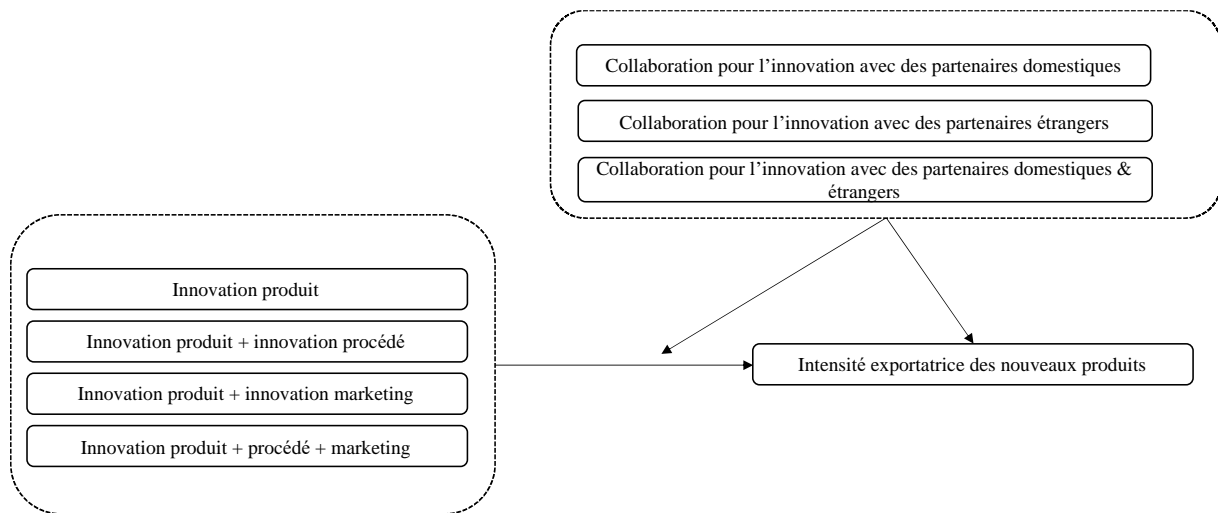 Collaboration pour l’innovation avec des partenaires domestiques
Collaboration pour l’innovation avec des partenaires étrangers
Collaboration pour l’innovation avec des partenaires domestiques &
étrangers
Innovation produit
Innovation produit + innovation procédé
Innovation produit + innovation marketing
Innovation produit + procédé + marketing
Intensité exportatrice des nouveaux produits